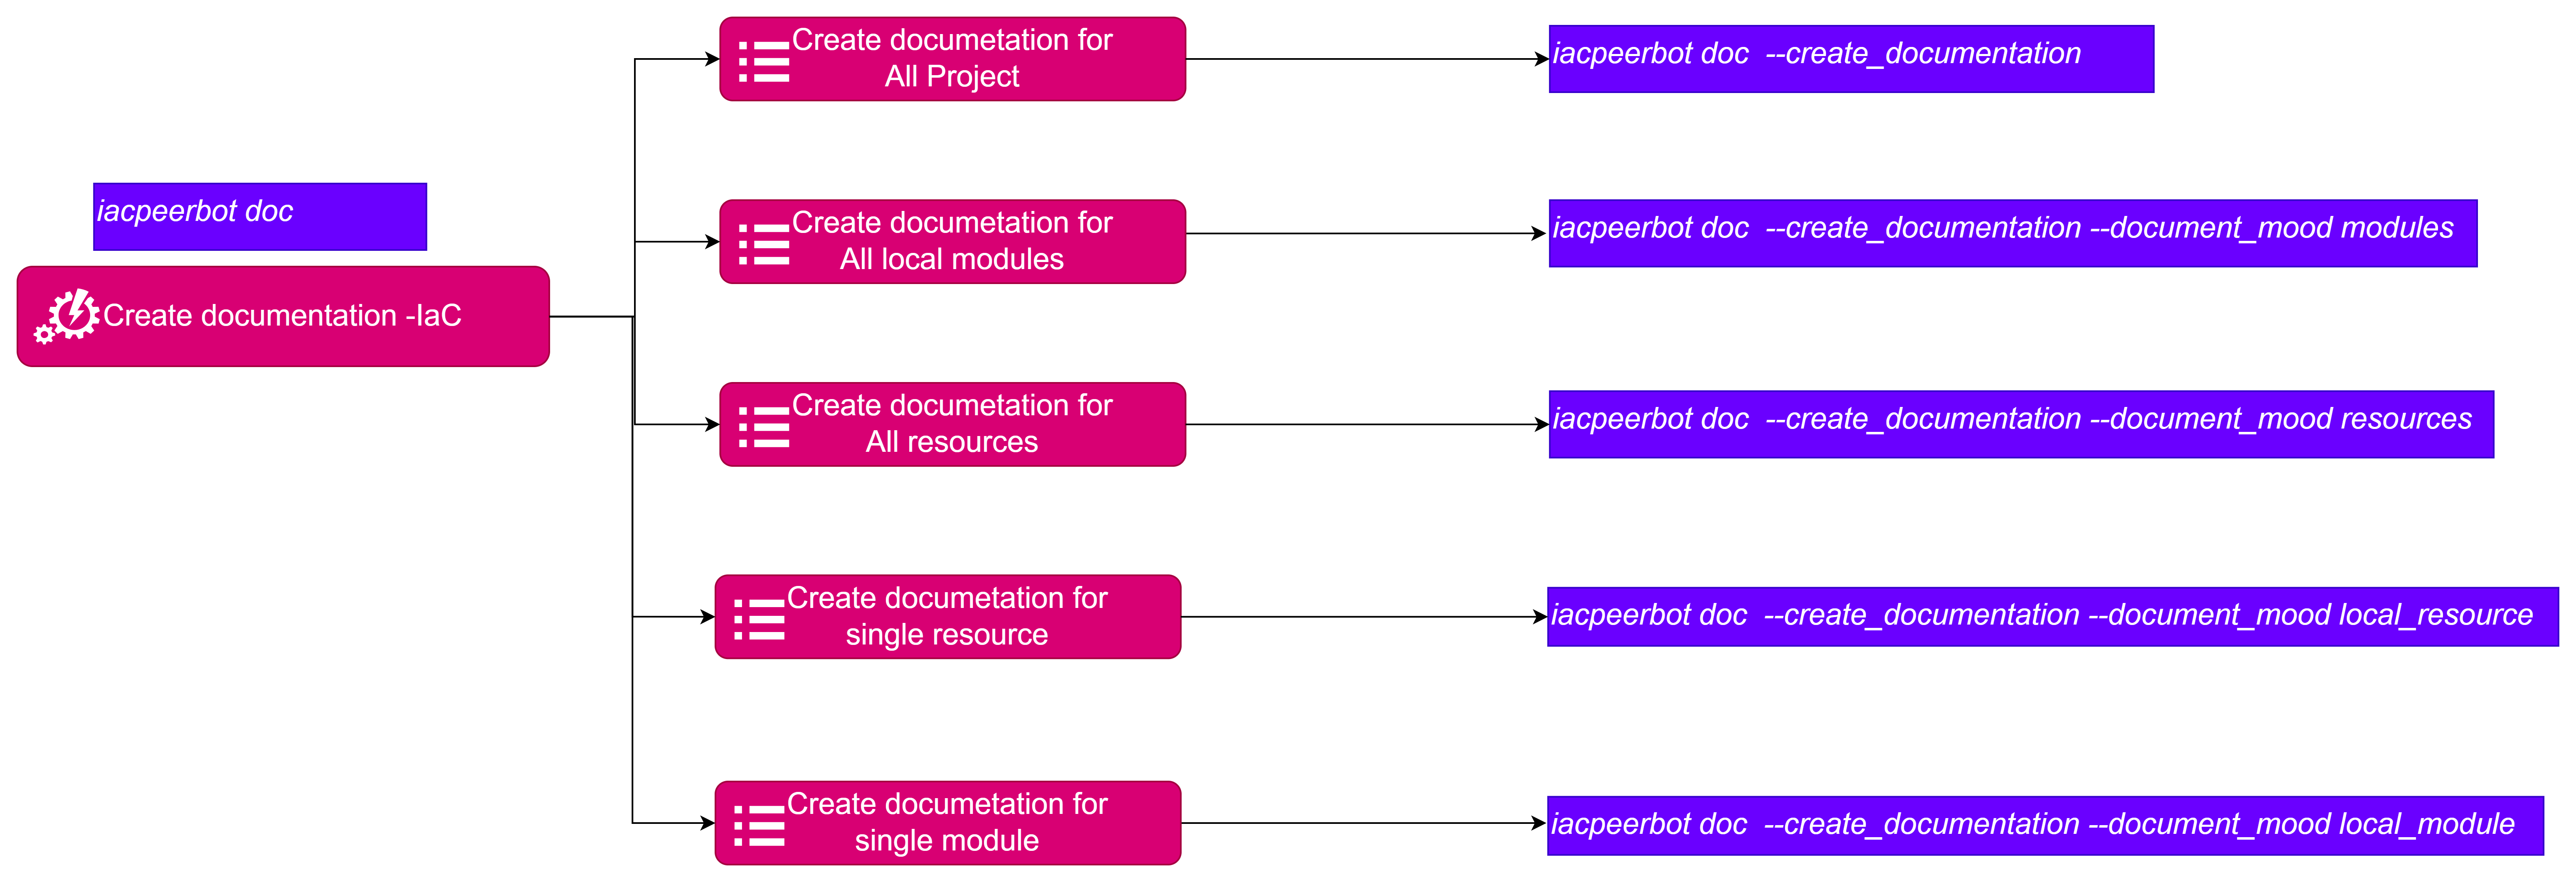 iacpeerbot doc
Create documentation -IaC
Create documetation for
All Project
iacpeerbot doc  --create_documentation
Create documetation for
All local modules
iacpeerbot doc  --create_documentation --document_mood modules
Create documetation for
All resources
iacpeerbot doc  --create_documentation --document_mood resources
Create documetation for
single resource
iacpeerbot doc  --create_documentation --document_mood local_resource
Create documetation for
single module
iacpeerbot doc  --create_documentation --document_mood local_module